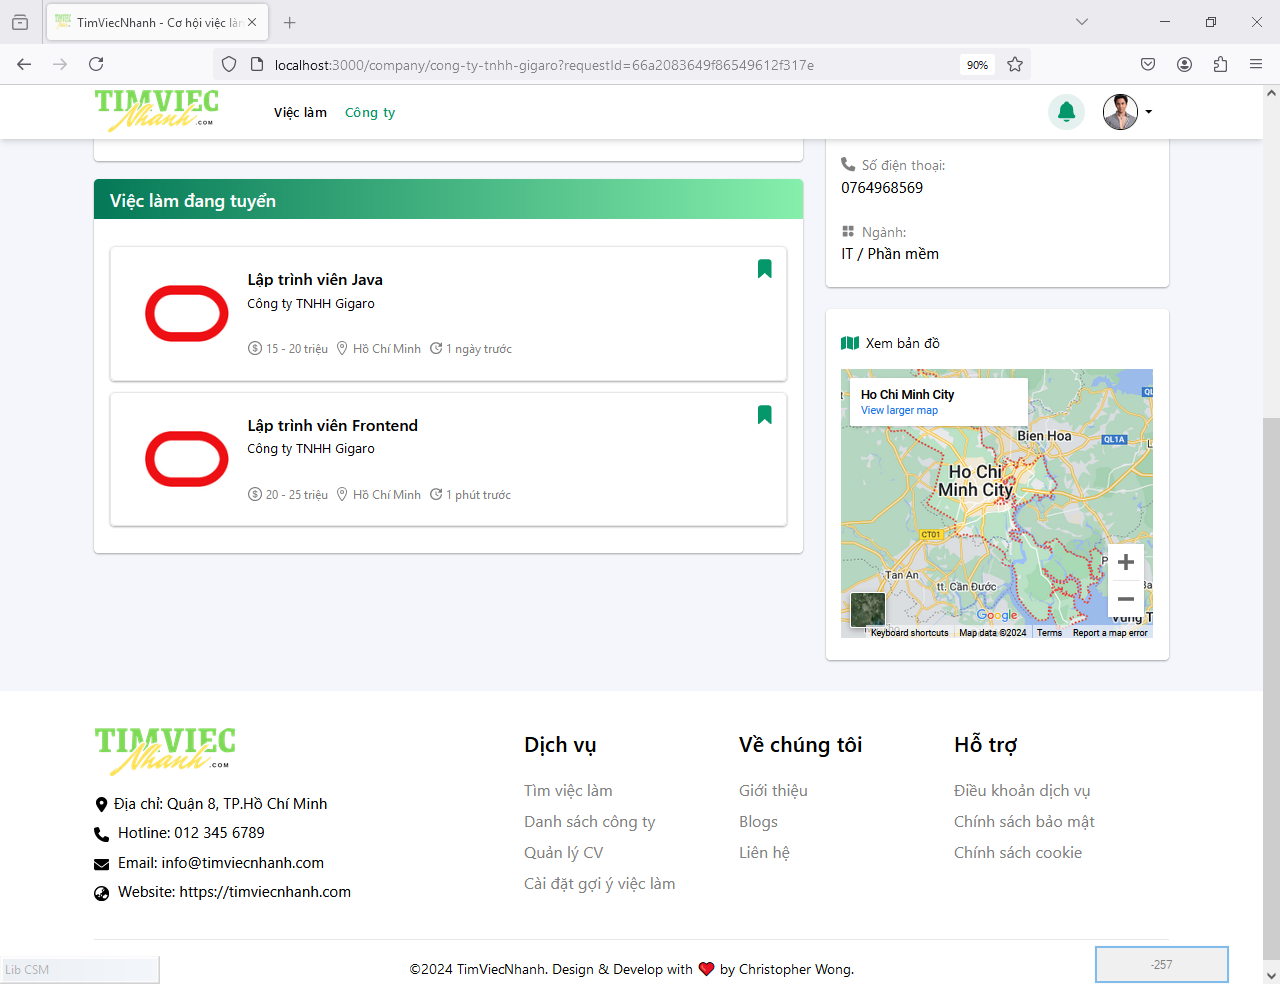 TimViecNhanh - Cơ hội việc làn
localhost:3000/company/cong-ty-tnhh-gigaro?requestId=66a2083649f86549612f317e
90%
TIMVIEC
Nhanh
.COM
Việc làm
Công ty
Việc làm đang tuyển
Lập trình viên Java
Công ty TNHH Gigaro
15 - 20 triệu
Hồ Chí Minh
1 ngày trước
Lập trình viên Frontend
Công ty TNHH Gigaro
20 - 25 triệu
Hồ Chí Minh
1 phút trước
Số điện thoại:
0764968569
Ngành:
IT / Phần mềm
Xem bản đồ
Ho Chi Minh City
View larger map
QL1A
Bien Hoa
Ho Chi
Minh City
CT01
Tan An
tt. Cần Đước
Google
Keyboard shortcuts
Map data ©2024
Terms
Report a map error
TIMVIEC
Nhanh
.COM
Địa chỉ: Quận 8, TP.Hồ Chí Minh
Hotline: 012 345 6789
Email: info@timviecnhanh.com
Website: https://timviecnhanh.com
Dịch vụ
Tìm việc làm
Danh sách công ty
Quản lý CV
Cài đặt gợi ý việc làm
Về chúng tôi
Giới thiệu
Blogs
Liên hệ
Hỗ trợ
Điều khoản dịch vụ
Chính sách bảo mật
Chính sách cookie
©2024 TimViecNhanh. Design & Develop with ❤ by Christopher Wong.
Lib CSM
-257